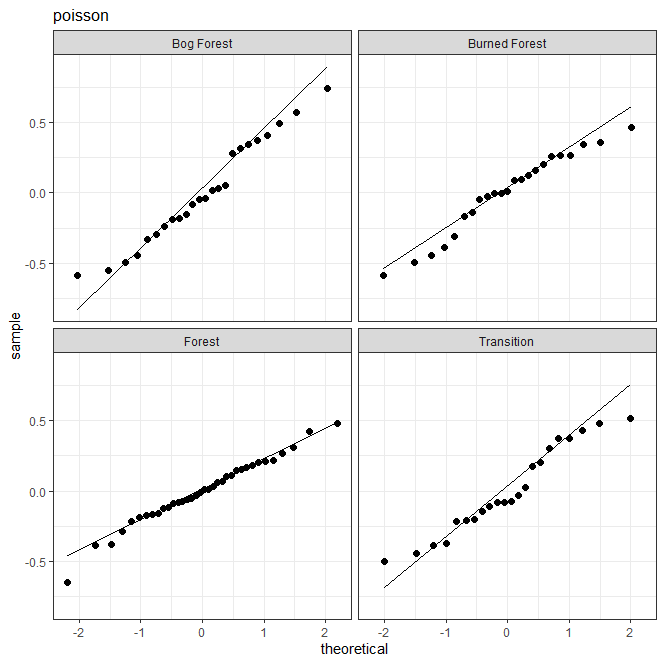 poisson
Bog Forest
Burned Forest
0.5
0.0
-0.5
sample
Forest
Transition
0.5
0.0
-0.5
-2 -1 0 1 2 -2 -1 0 1 2
theoretical